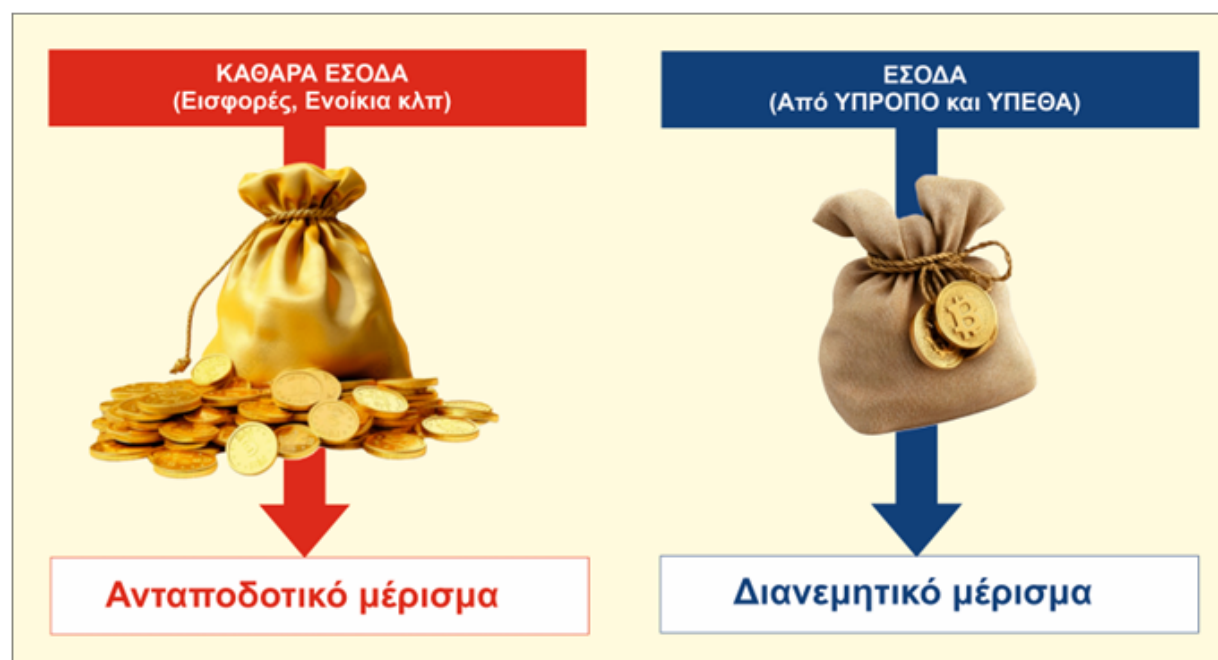 ΚΑΘΑΡΑ ΕΣΟΔΑ
(Εισφορές, Ενοίκια κλπ)
Ανταποδοτικό μέρισμα
ΕΣΟΔΑ
(Από ΥΠΡΟΠΟ και ΥΠΕΘΑ)
Διανεμητικό μέρισμα